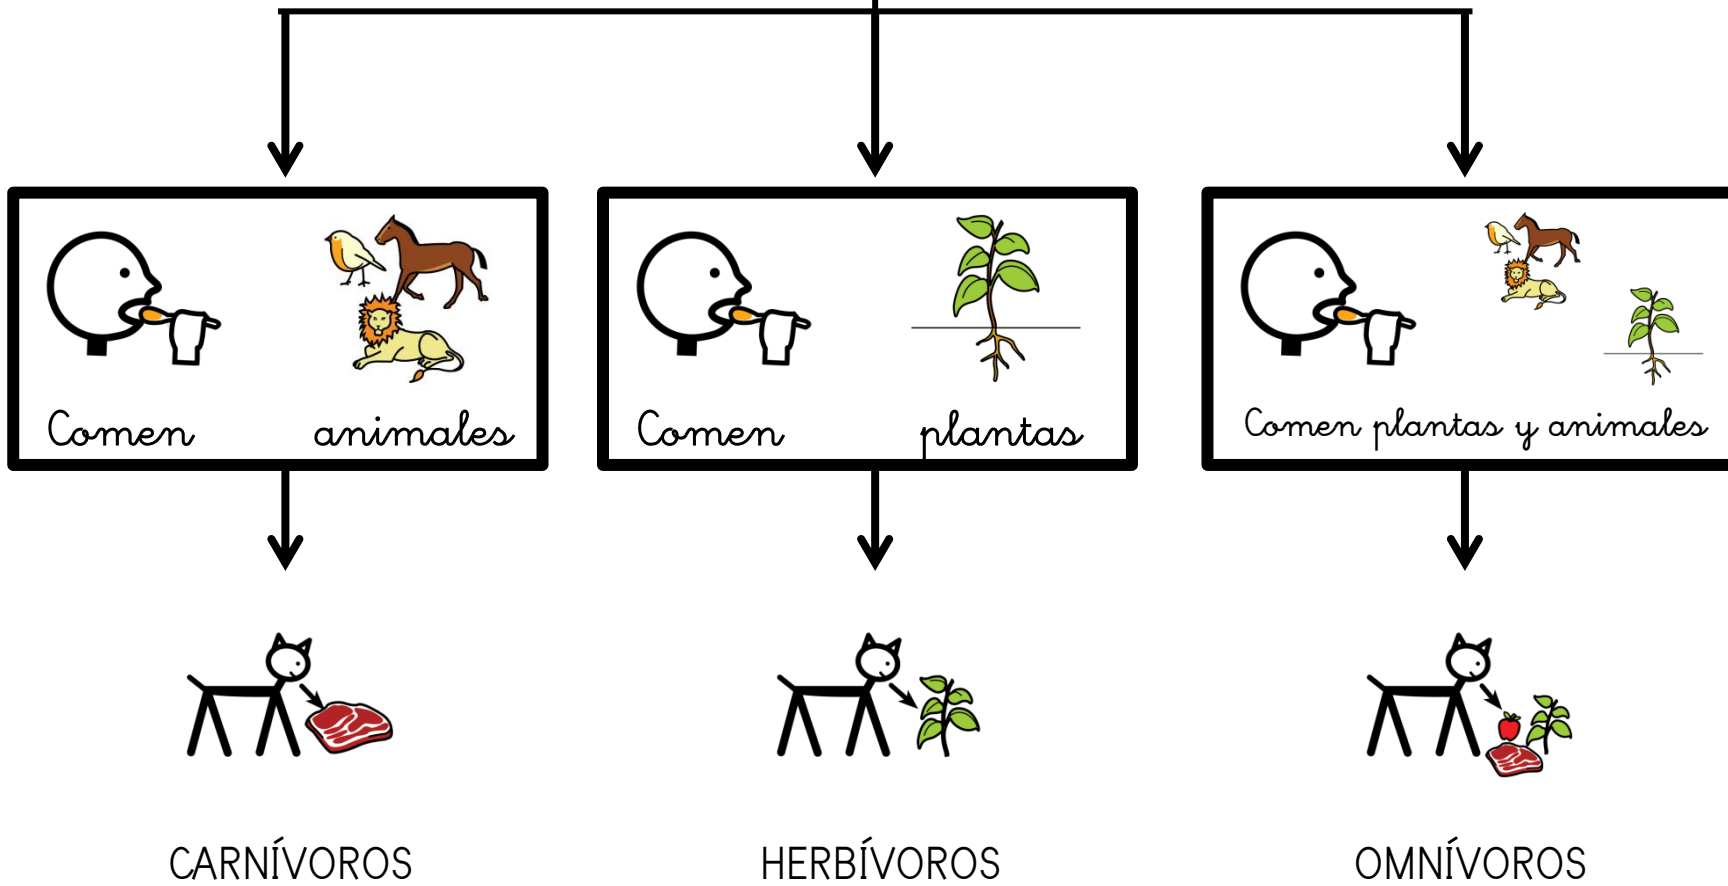 Comen animales
Comen plantas
Comen plantas y animales
CARNÍVOROS
HERBÍVOROS
OMNÍVOROS